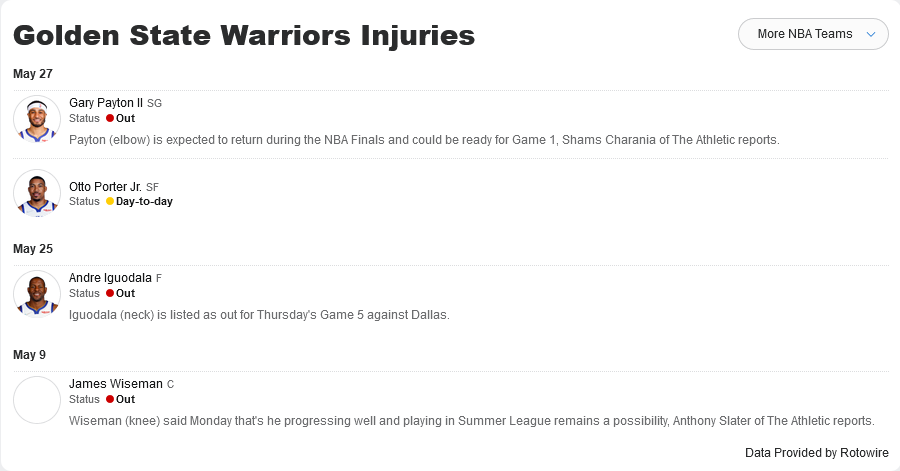 Golden State Warriors Injuries
More NBA Teams
May 27
Gary Payton II SG
Status Out
Payton (elbow) is expected to return during the NBA Finals and could be ready for Game 1, Shams Charania of The Athletic reports.
Otto Porter Jr. SF
Status Day-to-day
May 25
Andre Iguodala F
Status Out
Iguodala (neck) is listed as out for Thursday's Game 5 against Dallas.
May 9
James Wiseman C
Status Out
Wiseman (knee) said Monday that's he progressing well and playing in Summer League remains a possibility, Anthony Slater of The Athletic reports.
Data Provided by Rotowire